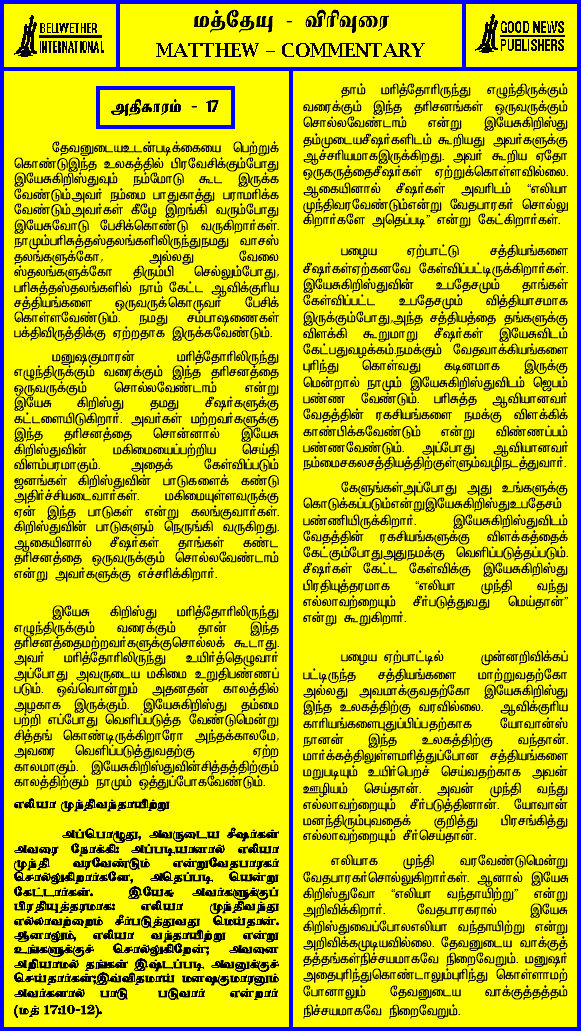 BELIWETHER
INTERNATIONAL
மத்தேயு - விரிவுரை
MATTHEW – COMMENTARY
GOOD NEWS
PUBLISHERS
அதிகாரம் - 17
தேவனுடையஉடன்படிக்கையை பெற்றுக்
கொண்டுஇந்த உலகத்தில் பிரவேசிக்கும்போது
இயேசுகிறிஸ்துவும் நம்மோடு கூட இருக்க
வேண்டும்.அவர் நம்மை பாதுகாத்து பராமரிக்க
வேண்டும்.அவர்கள் கீழே இறங்கி வரும்போது
இயேசுவோடு பேசிக்கொண்டு வருகிறார்கள்.
நாமும்பரிசுத்தஸ்தலங்களிலிருந்துநமது வாசஸ்
தலங்களுக்கோ, அல்லது வேலை
ஸ்தலங்களுக்கோ திரும்பி செல்லும்போது,
பரிசுத்தஸ்தலங்களில் நாம் கேட்ட ஆவிக்குரிய
சத்தியங்களை ஒருவருக்கொருவர் பேசிக்
கொள்ளவேண்டும். நமது சம்பாஷணைகள்
பக்திவிருத்திக்கு ஏற்றதாக இருக்கவேண்டும்.
மனுஷகுமாரன் மரித்தோரிலிருந்து
எழுந்திருக்கும் வரைக்கும் இந்த தரிசனத்தை
ஒருவருக்கும் சொல்லவேண்டாம் என்று
இயேசு கிறிஸ்து தமது சீஷர்களுக்கு
கட்டளையிடுகிறார். அவர்கள் மற்றவர்களுக்கு
இந்த தரிசனத்தை சொன்னால் இயேசு
கிறிஸ்துவின் மகிமையைப்பற்றிய செய்தி
விளம்பரமாகும். அதைக் கேள்விப்படும்
ஜனங்கள் கிறிஸ்துவின் பாடுகளைக் கண்டு
அதிர்ச்சியடைவார்கள். மகிமையுள்ளவருக்கு
ஏன் இந்த பாடுகள் என்று கலங்குவார்கள்.
கிறிஸ்துவின் பாடுகளும் நெருங்கி வருகிறது.
ஆகையினால் சீஷர்கள் தாங்கள் கண்ட
தரிசனத்தை ஒருவருக்கும் சொல்லவேண்டாம்
என்று அவர்களுக்கு எச்சரிக்கிறார்.
இயேசு கிறிஸ்து மரித்தோரிலிருந்து
எழுந்திருக்கும் வரைக்கும் தான் இந்த
தரிசனத்தைமற்றவர்களுக்குசொல்லக் கூடாது.
அவர் மரித்தோரிலிருந்து உயிர்த்தெழுவார்
அப்போது அவருடைய மகிமை உறுதிபண்ணப்
படும். ஒவ்வொன்றும் அதனதன் காலத்தில்
அழகாக இருக்கும். இயேசுகிறிஸ்து தம்மை
பற்றி எப்போது வெளிப்படுத்த வேண்டுமென்று
சித்தங் கொண்டிருக்கிறாரோ அந்தக்காலமே,
அவரை வெளிப்படுத்துவதற்கு ஏற்ற
காலமாகும். இயேசுகிறிஸ்துவின்சித்தத்திற்கும்
காலத்திற்கும் நாமும் ஒத்துப்போகவேண்டும்.
எலியா முந்திவந்தாயிற்று
அப்பொழுது, அவருடைய சீஷர்கள்
அவரை நோக்கி: அப்படியானால் எலியா
முந்தி வரவேண்டும் என்றுவேதபாரகர்
சொல்லுகிறார்களே, அதெப்படி யென்று
கேட்டார்கள். இயேசு அவர்களுக்குப்
பிரதியுத்தரமாக: எலியா முந்திவந்து
எல்லாவற்றைம் சீர்படுத்துவது மெய்தான்.
ஆனாலும், எலியா வந்தாயிற்று என்று
உங்களுக்குச் சொல்லுகிறேன்; அவனை
அறியாமல் தங்கள் இஷ்டப்படி அவனுக்குச்
செய்தார்கள்;இவ்விதமாய் மனஷகுமாரனும்
அவர்களால் பாடு படுவார் என்றார்
(மத் 17:10-12).
தாம் மரித்தோரிருந்து எழுந்திருக்கும்
வரைக்கும் இந்த தரிசனங்கள் ஒருவருக்கும்
சொல்லவேண்டாம் என்று இயேசுகிறிஸ்து
தம்முடையசீஷர்களிடம் கூறியது அவர்களுக்கு
ஆச்சரியமாகஇருக்கிறது. அவர் கூறிய ஏதோ
ஒருகருத்தைசீஷர்கள் ஏற்றுக்கொள்ளவில்லை.
ஆகையினால் சீஷர்கள் அவரிடம் “எலியா
முந்திவரவேண்டும்என்று வேதபாரகர் சொல்லு
கிறார்களே அதெப்படி” என்று கேட்கிறார்கள்.
பழைய ஏற்பாட்டு சத்தியங்களை
சீஷர்கள்ஏற்கனவே கேள்விப்பட்டிருக்கிறார்கள்.
இயேசுகிறிஸ்துவின் உபதேசமும் தாங்கள்
கேள்விப்பட்ட உபதேசமும் வித்தியாசமாக
இருக்கும்போது,அந்த சத்தியத்தை தங்களுக்கு
விளக்கி கூறுமாறு சீஷர்கள் இயேசுவிடம்
கேட்பதுவழக்கம்.நமக்கும் வேதவாக்கியங்களை
புரிந்து கொள்வது கடினமாக இருக்கு
மென்றால் நாமும் இயேசுகிறிஸ்துவிடம் ஜெபம்
பண்ண வேண்டும். பரிசுத்த ஆவியானவர்
வேதத்தின் ரகசியங்களை நமக்கு விளக்கிக்
காண்பிக்கவேண்டும் என்று விண்ணப்பம்
பண்ணவேண்டும். அப்போது ஆவியானவர்
நம்மைசகலசத்தியத்திற்குள்ளும்வழிநடத்துவார்.
கேளுங்கள்அப்போது அது உங்களுக்கு
கொடுக்கப்படும்என்றுஇயேசுகிறிஸ்துஉபதேசம்
பண்ணியிருக்கிறார். இயேசுகிறிஸ்துவிடம்
வேதத்தின் ரகசியங்களுக்கு விளக்கத்தைக்
கேட்கும்போது,அதுநமக்கு வெளிப்படுத்தப்படும்.
சீஷர்கள் கேட்ட கேள்விக்கு இயேசுகிறிஸ்து
பிரதியுத்தரமாக “எலியா முந்தி வந்து
எல்லாவற்றையும் சீர்படுத்துவது மெய்தான்”
என்று கூறுகிறார்.
பழைய ஏற்பாட்டில் முன்னறிவிக்கப்
பட்டிருந்த சத்தியங்களை மாற்றுவதற்கோ
அல்லது அவமாக்குவதற்கோ இயேசுகிறிஸ்து
இந்த உலகத்திற்கு வரவில்லை. ஆவிக்குரிய
காரியங்களைபுதுப்பிப்பதற்காக யோவான்ஸ்
நானன் இந்த உலகத்திற்கு வந்தான்.
மார்க்கத்திலுள்ளமரித்துப்போன சத்தியங்களை
மறுபடியும் உயிர்பெறச் செய்வதற்காக அவன்
ஊழியம் செய்தான். அவன் முந்தி வந்து
எல்லாவற்றையும் சீர்படுத்தினான். யோவான்
மனந்திரும்புவதைக் குறித்து பிரசங்கித்து
எல்லாவற்றையும் சீர்செய்தான்.
எலியாக முந்தி வரவேண்டுமென்று
வேதபாரகர்சொல்லுகிறார்கள். ஆனால் இயேசு
கிறிஸ்துவோ “எலியா வந்தாயிற்று” என்று
அறிவிக்கிறார். வேதபாரகரால் இயேசு
கிறிஸ்துவைப்போலஎலியா வந்தாயிற்று என்று
அறிவிக்கமுடியவில்லை. தேவனுடைய வாக்குத்
தத்தங்கள்நிச்சயமாகவே நிறைவேறும். மனுஷர்
அதைபுரிந்துகொண்டாலும்புரிந்து கொள்ளாமற்
போனாலும் தேவனுடைய வாக்குத்தத்தம்
நிச்சயமாகவே நிறைவேறும்.